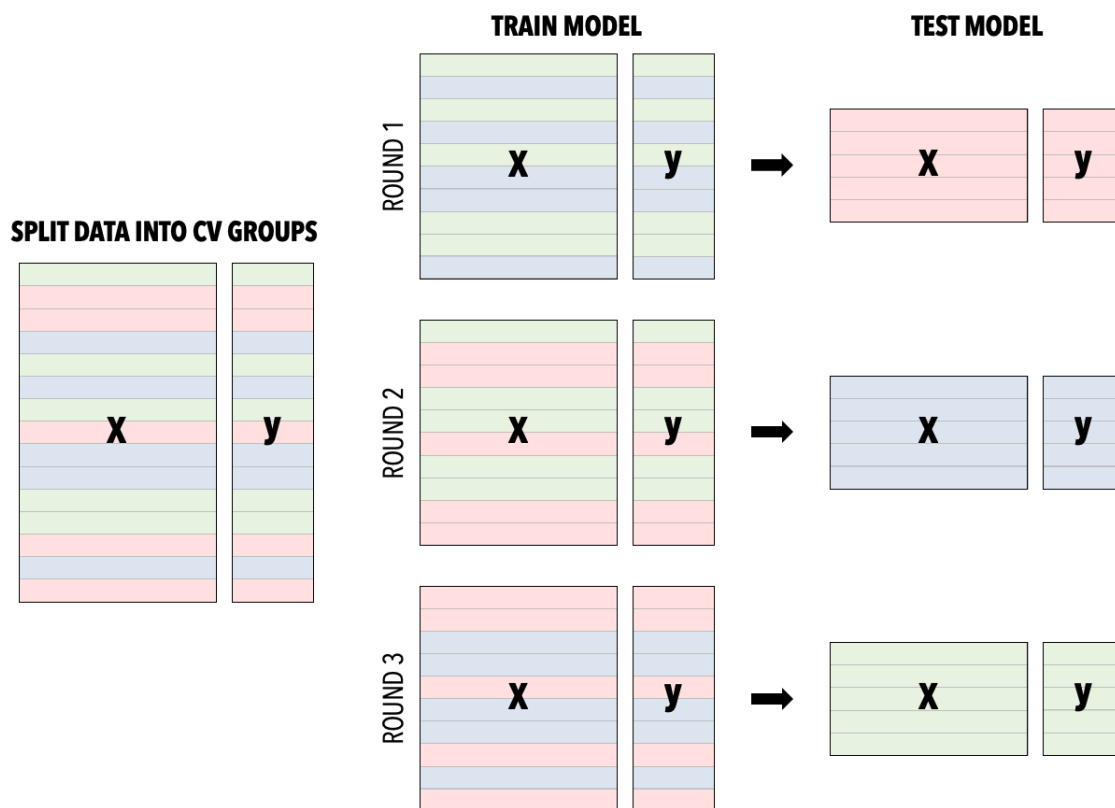 SPLIT DATA INTO CV GROUPS
X y
TRAIN MODEL
TEST MODEL
ROUND 1
X y
X y
ROUND 2
X y
X y
ROUND 3
X y
X y